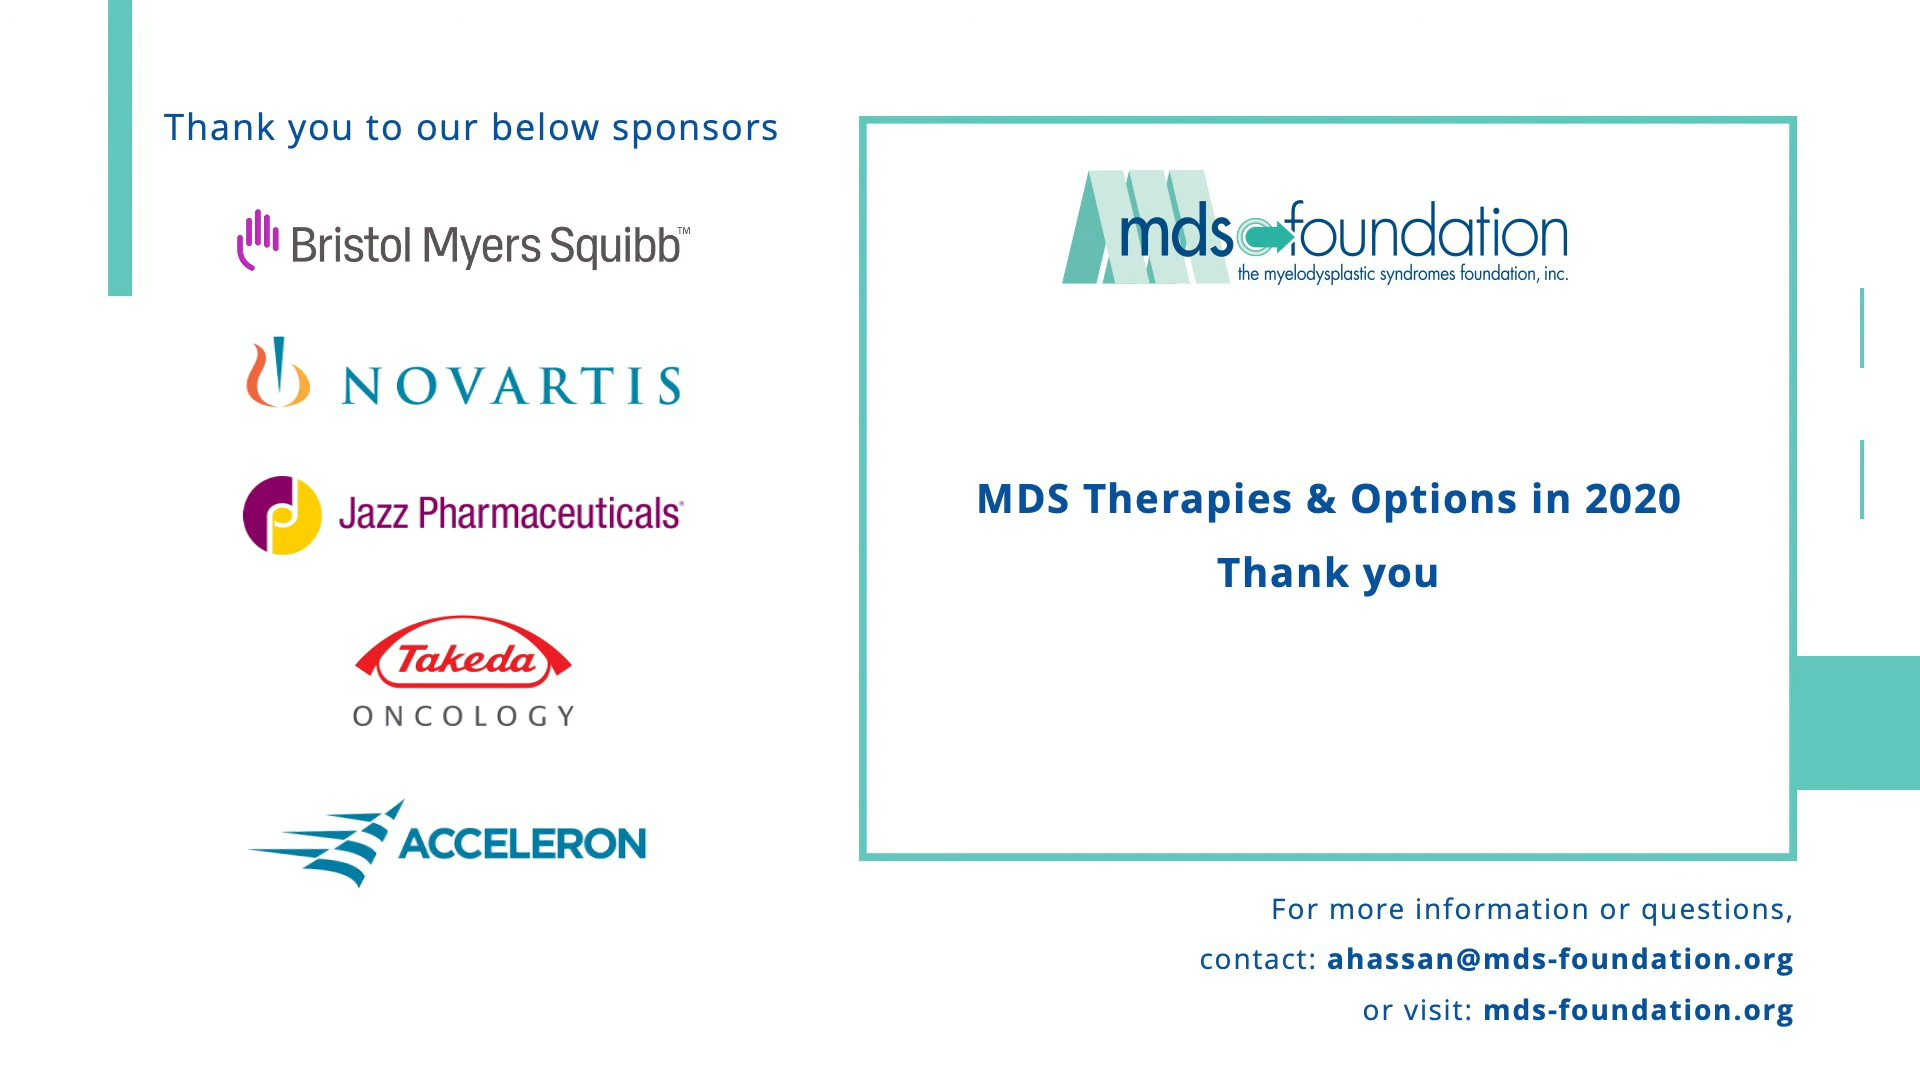 Thank you to our below sponsors
Bristol Myers Squibb™
NOVARTIS
Jazz Pharmaceuticals®
Takeda
ONCOLOGY
ACCELERON
mds foundation
the myelodysplastic syndromes foundation, inc.
MDS Therapies & Options in 2020
Thank you
For more information or questions,
contact: ahassan@mds-foundation.org
or visit: mds-foundation.org